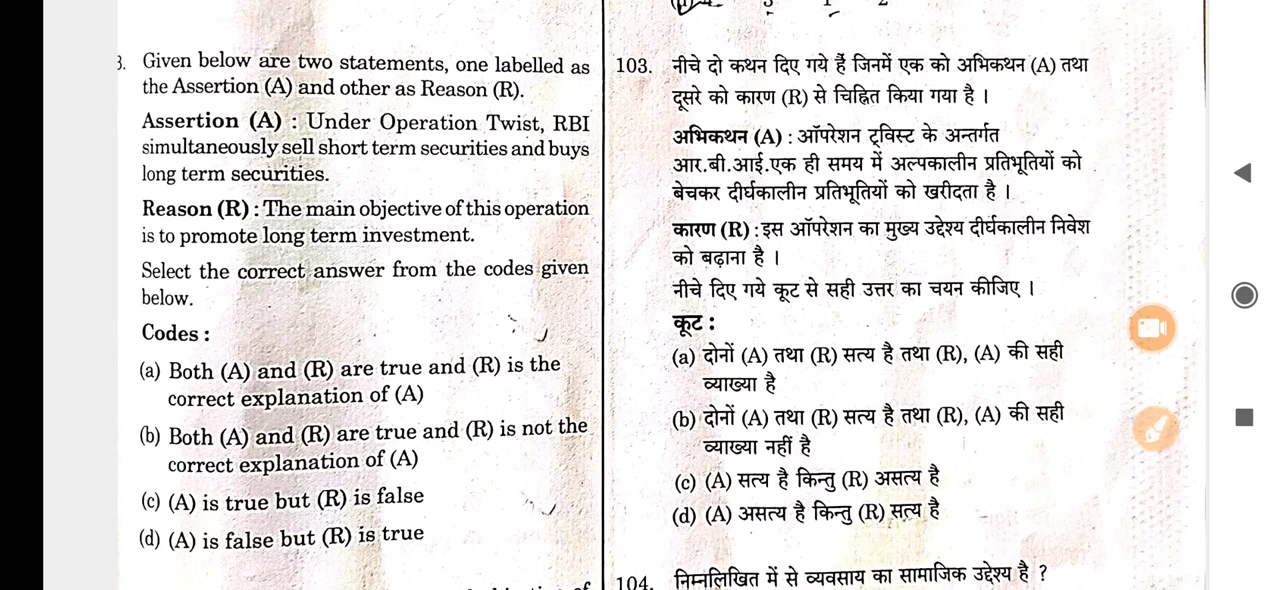 3. Given below are two statements, one labelled as
the Assertion (A) and other as Reason (R).
Assertion (A) : Under Operation Twist, RBI
simultaneously sell short term securities and buys
long term securities.
Reason (R) : The main objective of this operation
is to promote long term investment.
Select the correct answer from the codes given
below.
Codes :
(a) Both (A) and (R) are true and (R) is the
correct explanation of (A)
(b) Both (A) and (R) are true and (R) is not the
correct explanation of (A)
(c) (A) is true but (R) is false
(d) (A) is false but (R) is true
103. नीचे दो कथन दिए गये हैं जिनमें एक को अभिकथन (A) तथा
दूसरे को कारण (R) से चिह्नित किया गया है ।
अभिकथन (A) : ऑपरेशन ट्विस्ट के अन्तर्गत
आर.बी.आई.एक ही समय में अल्पकालीन प्रतिभूतियों को
बेचकर दीर्घकालीन प्रतिभूतियों को खरीदता है ।
कारण (R) : इस ऑपरेशन का मुख्य उद्देश्य दीर्घकालीन निवेश
को बढ़ाना है ।
नीचे दिए गये कूट से सही उत्तर का चयन कीजिए ।
कूट :
(a) दोनों (A) तथा (R) सत्य है तथा (R), (A) की सही
व्याख्या है
(b) दोनों (A) तथा (R) सत्य है तथा (R), (A) की सही
व्याख्या नहीं है
(c) (A) सत्य है किन्तु (R) असत्य है
(d) (A) असत्य है किन्तु (R) सत्य है
104. निम्नलिखित में से व्यवसाय का सामाजिक उद्देश्य है ?